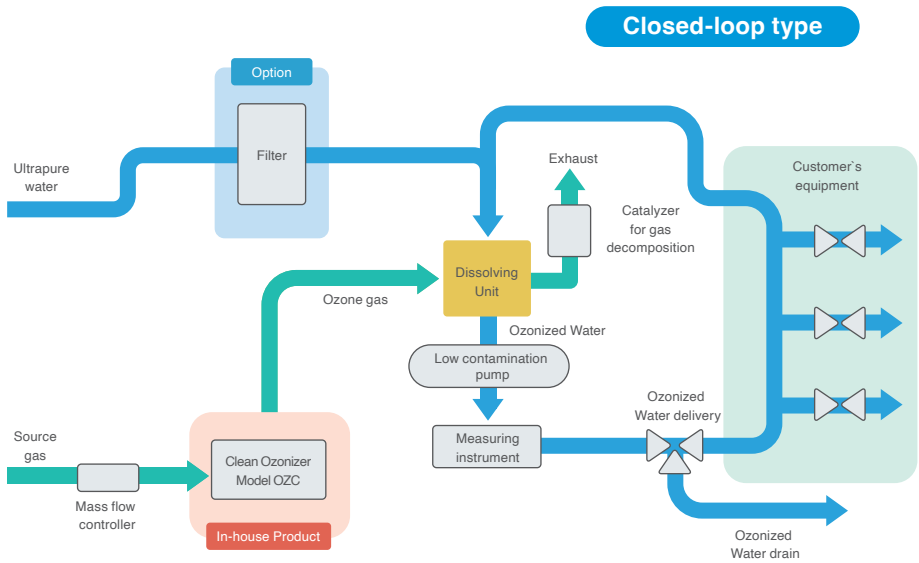 Closed-loop type
Option
Filter
Ultrapure
water
Exhaust
Catalyzer
for gas
decomposition
Customer`s
equipment
Dissolving
Unit
Ozone gas
Ozonized Water
Low contamination
pump
Ozonized
Water delivery
Measuring
instrument
Source
gas
Clean Ozonizer
Model OZC
Mass flow
controller
In-house Product
Ozonized
Water drain